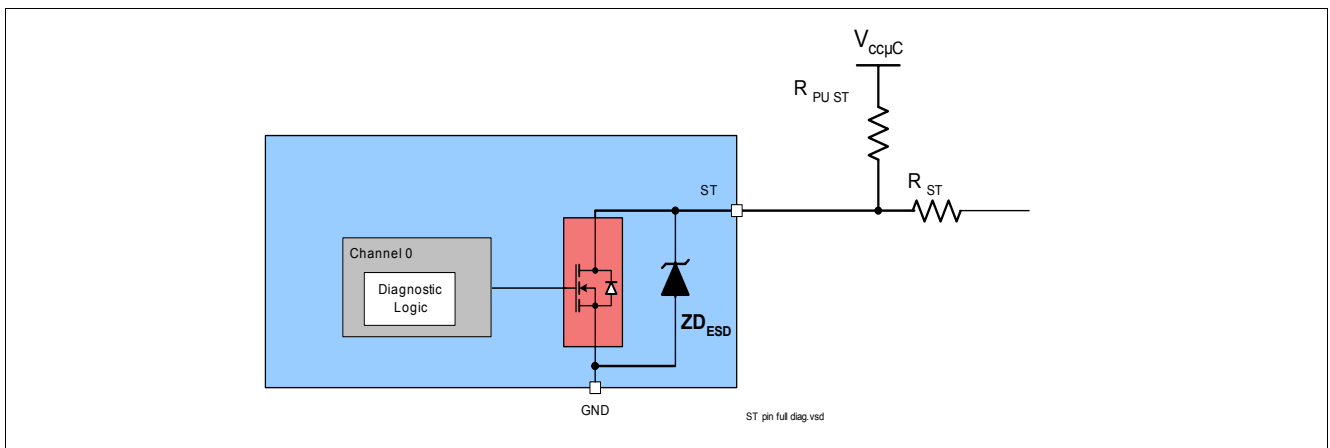 VccµC
R PU ST
R ST
ST
Channel 0
Diagnostic
Logic
ZDESD
GND
ST pin full diag.vsd